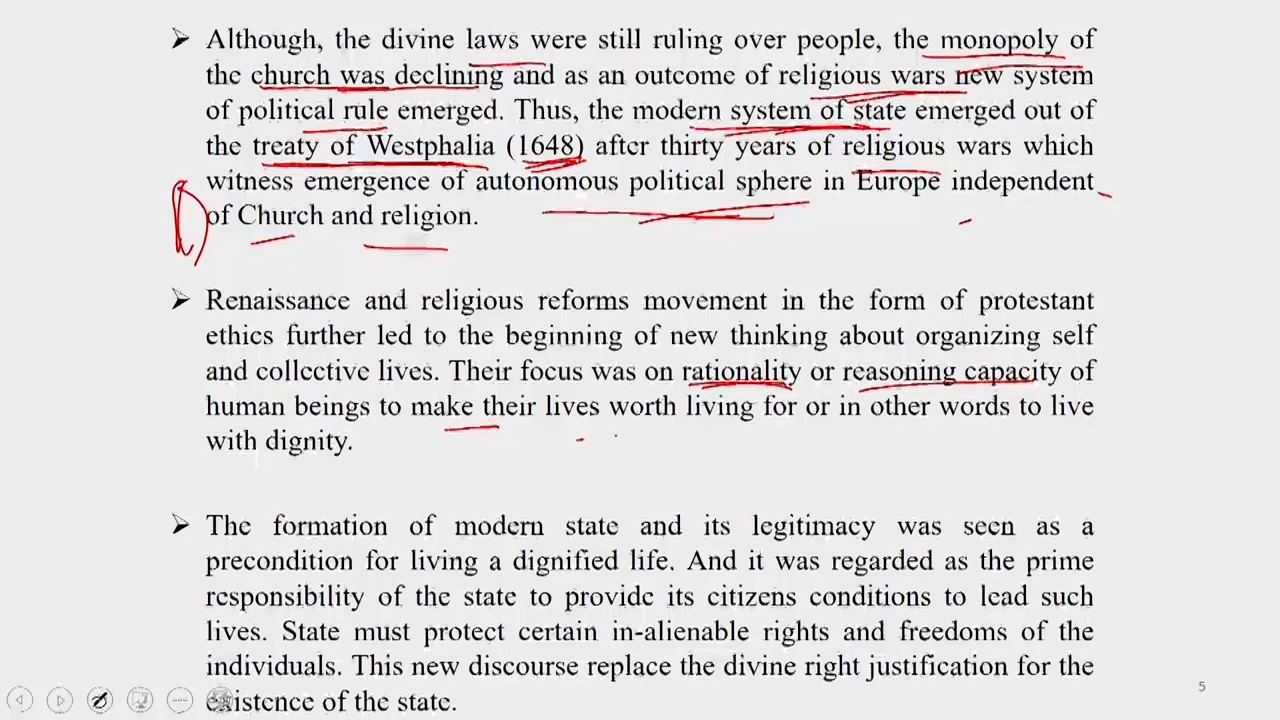 ➢ Although, the divine laws were still ruling over people, the monopoly of
the church was declining and as an outcome of religious wars new system
of political rule emerged. Thus, the modern system of state emerged out of
the treaty of Westphalia (1648) after thirty years of religious wars which
witness emergence of autonomous political sphere in Europe independent
of Church and religion.
➢ Renaissance and religious reforms movement in the form of protestant
ethics further led to the beginning of new thinking about organizing self
and collective lives. Their focus was on rationality or reasoning capacity of
human beings to make their lives worth living for or in other words to live
with dignity.
➢ The formation of modern state and its legitimacy was seen as a
precondition for living a dignified life. And it was regarded as the prime
responsibility of the state to provide its citizens conditions to lead such
lives. State must protect certain in-alienable rights and freedoms of the
individuals. This new discourse replace the divine right justification for the
existence of the state.
5